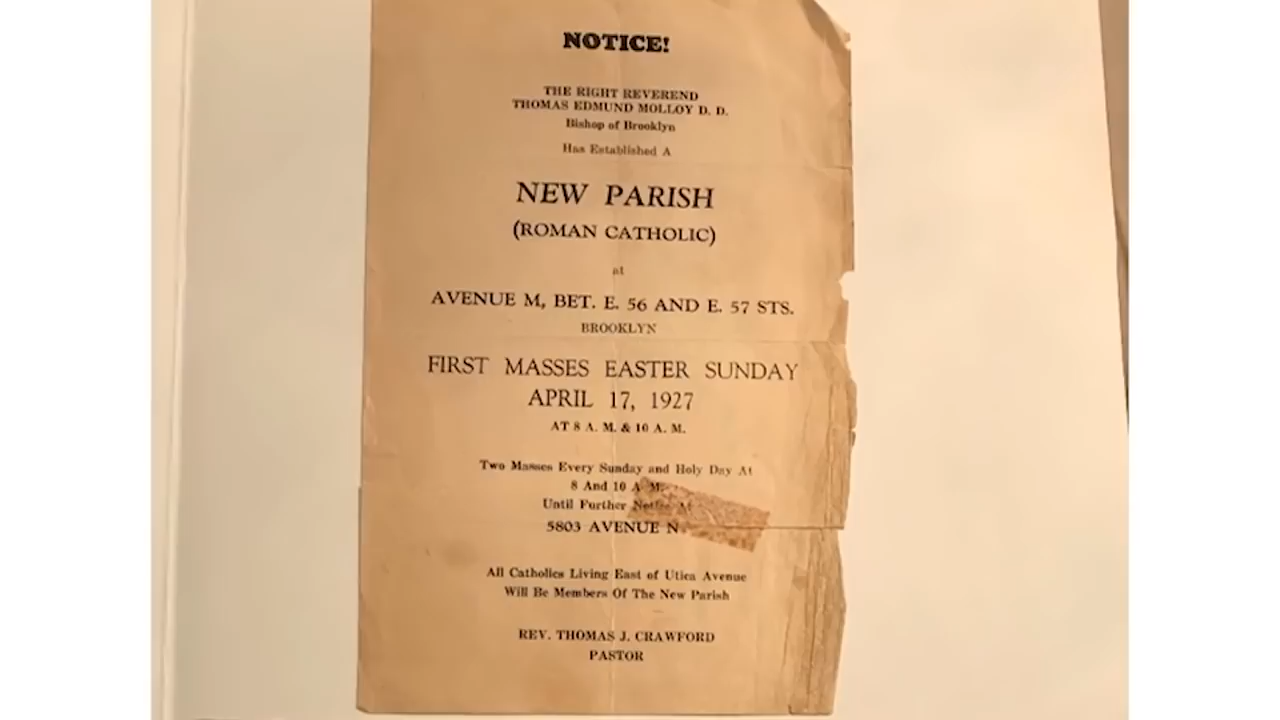 NOTICE!
THE RIGHT REVEREND
THOMAS EDMUND MOLLOY D. D.
Bishop of Brooklyn
Has Established A
NEW PARISH
(ROMAN CATHOLIC)
at
AVENUE M, BET. E. 56 AND E. 57 STS.
BROOKLYN
FIRST MASSES EASTER SUNDAY
APRIL 17, 1927
AT 8 A. M. & 10 A. M.
Two Masses Every Sunday and Holy Day At
8 And 10 A. M.
Until Further Notice At
5803 AVENUE N.
All Catholics Living East of Utica Avenue
Will Be Members Of The New Parish
REV. THOMAS J. CRAWFORD
PASTOR